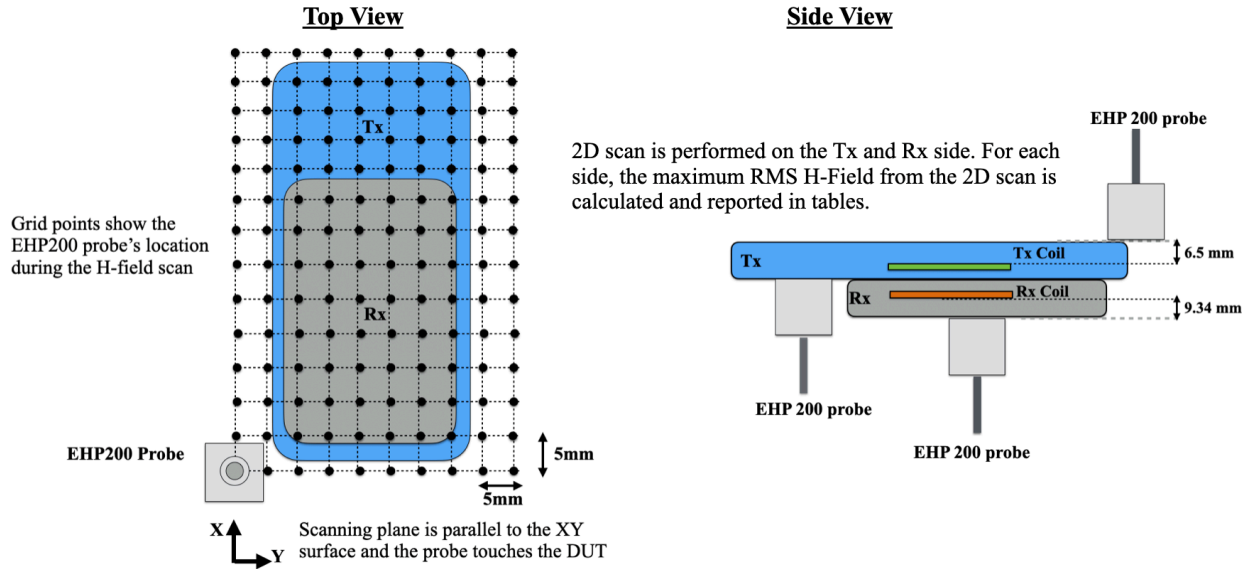 Top View
Tx
Rx
Grid points show the
EHP200 probe's location
during the H-field scan
EHP200 Probe
5mm
5mm
X
Y
Scanning plane is parallel to the XY
surface and the probe touches the DUT
Side View
2D scan is performed on the Tx and Rx side. For each
side, the maximum RMS H-Field from the 2D scan is
calculated and reported in tables.
EHP 200 probe
Tx
Tx Coil
6.5 mm
Rx
Rx Coil
9.34 mm
EHP 200 probe
EHP 200 probe